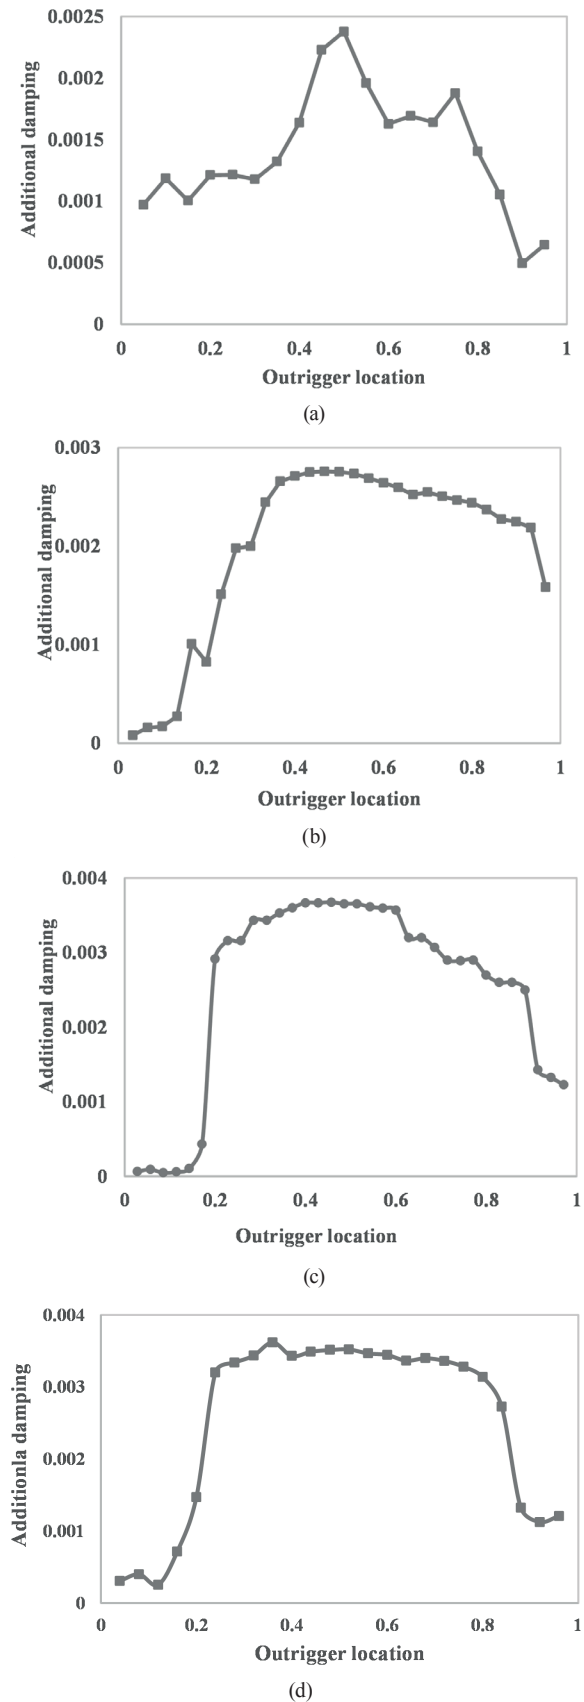 0.0025
0.002
0.0015
0.001
0.0005
0
Additional damping
0 0.2 0.4 0.6 0.8 1
Outrigger location
(a)
0.003
0.002
0.001
0
Additional damping
0 0.2 0.4 0.6 0.8 1
Outrigger location
(b)
0.004
0.003
0.002
0.001
0
Additional damping
0 0.2 0.4 0.6 0.8 1
Outrigger location
(c)
0.004
0.003
0.002
0.001
0
Additionla damping
0 0.2 0.4 0.6 0.8 1
Outrigger location
(d)